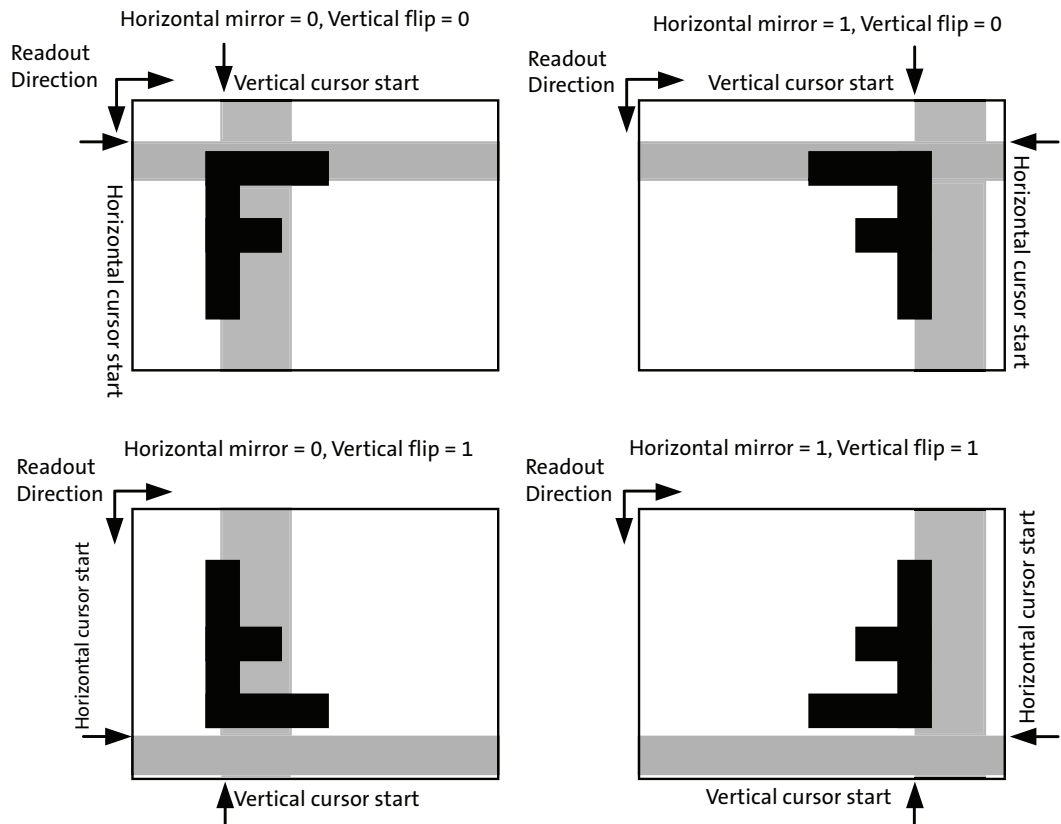 Horizontal mirror = 0, Vertical flip = 0
Readout
Direction
Vertical cursor start
Horizontal cursor start
Horizontal mirror = 1, Vertical flip = 0
Readout
Direction
Vertical cursor start
Horizontal cursor start
Horizontal mirror = 0, Vertical flip = 1
Readout
Direction
Horizontal cursor start
Vertical cursor start
Horizontal mirror = 1, Vertical flip = 1
Readout
Direction
Horizontal cursor start
Vertical cursor start